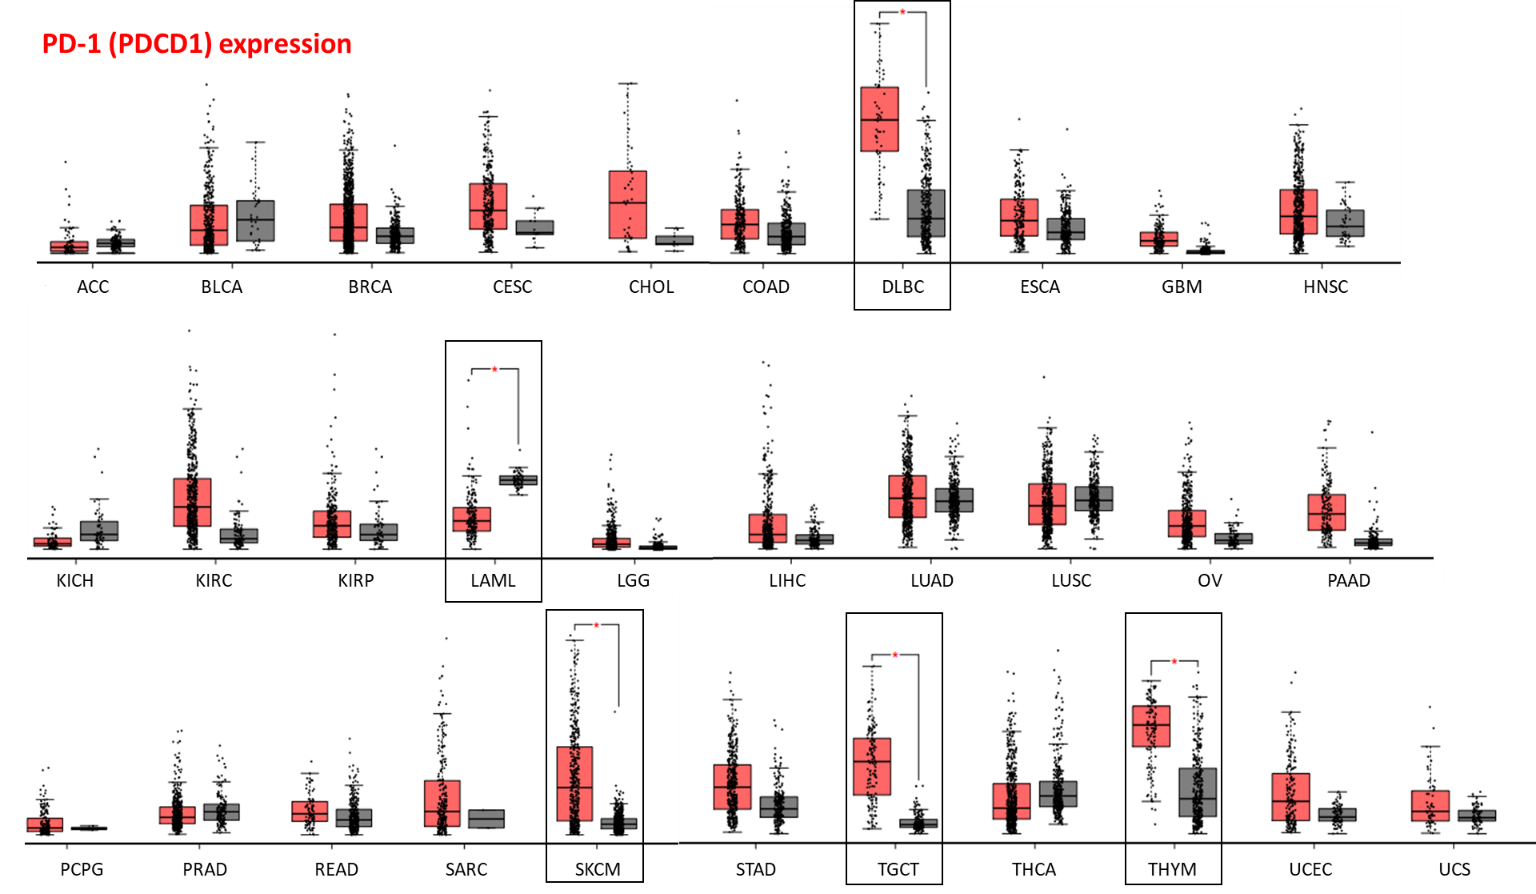 PD-1 (PDCD1) expression
*
ACC BLCA BRCA CESC CHOL COAD DLBC ESCA GBM HNSC
*
KICH KIRC KIRP LAML LGG LIHC LUAD LUSC OV PAAD
* * *
PCPG PRAD READ SARC SKCM STAD TGCT THCA THYM UCEC UCS